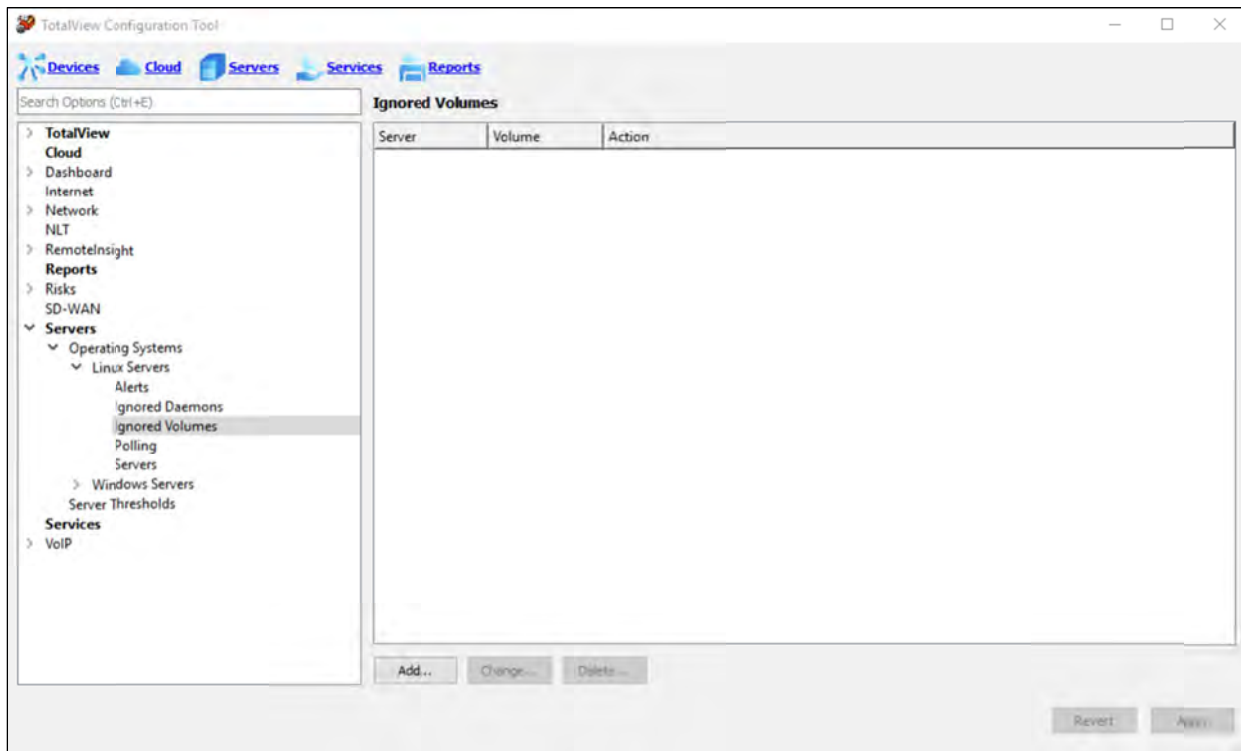 TotalView Configuration Tool
Devices Cloud Servers Services Reports
Search Options (Ctrl+E)
Ignored Volumes
Server Volume Action
TotalView
Cloud
Dashboard
Internet
Network
NLT
RemoteInsight
Reports
Risks
SD-WAN
Servers
Operating Systems
Linux Servers
Alerts
Ignored Daemons
Ignored Volumes
Polling
Servers
Windows Servers
Server Thresholds
Services
VoIP
Add... Change... Delete...
Revert Apply